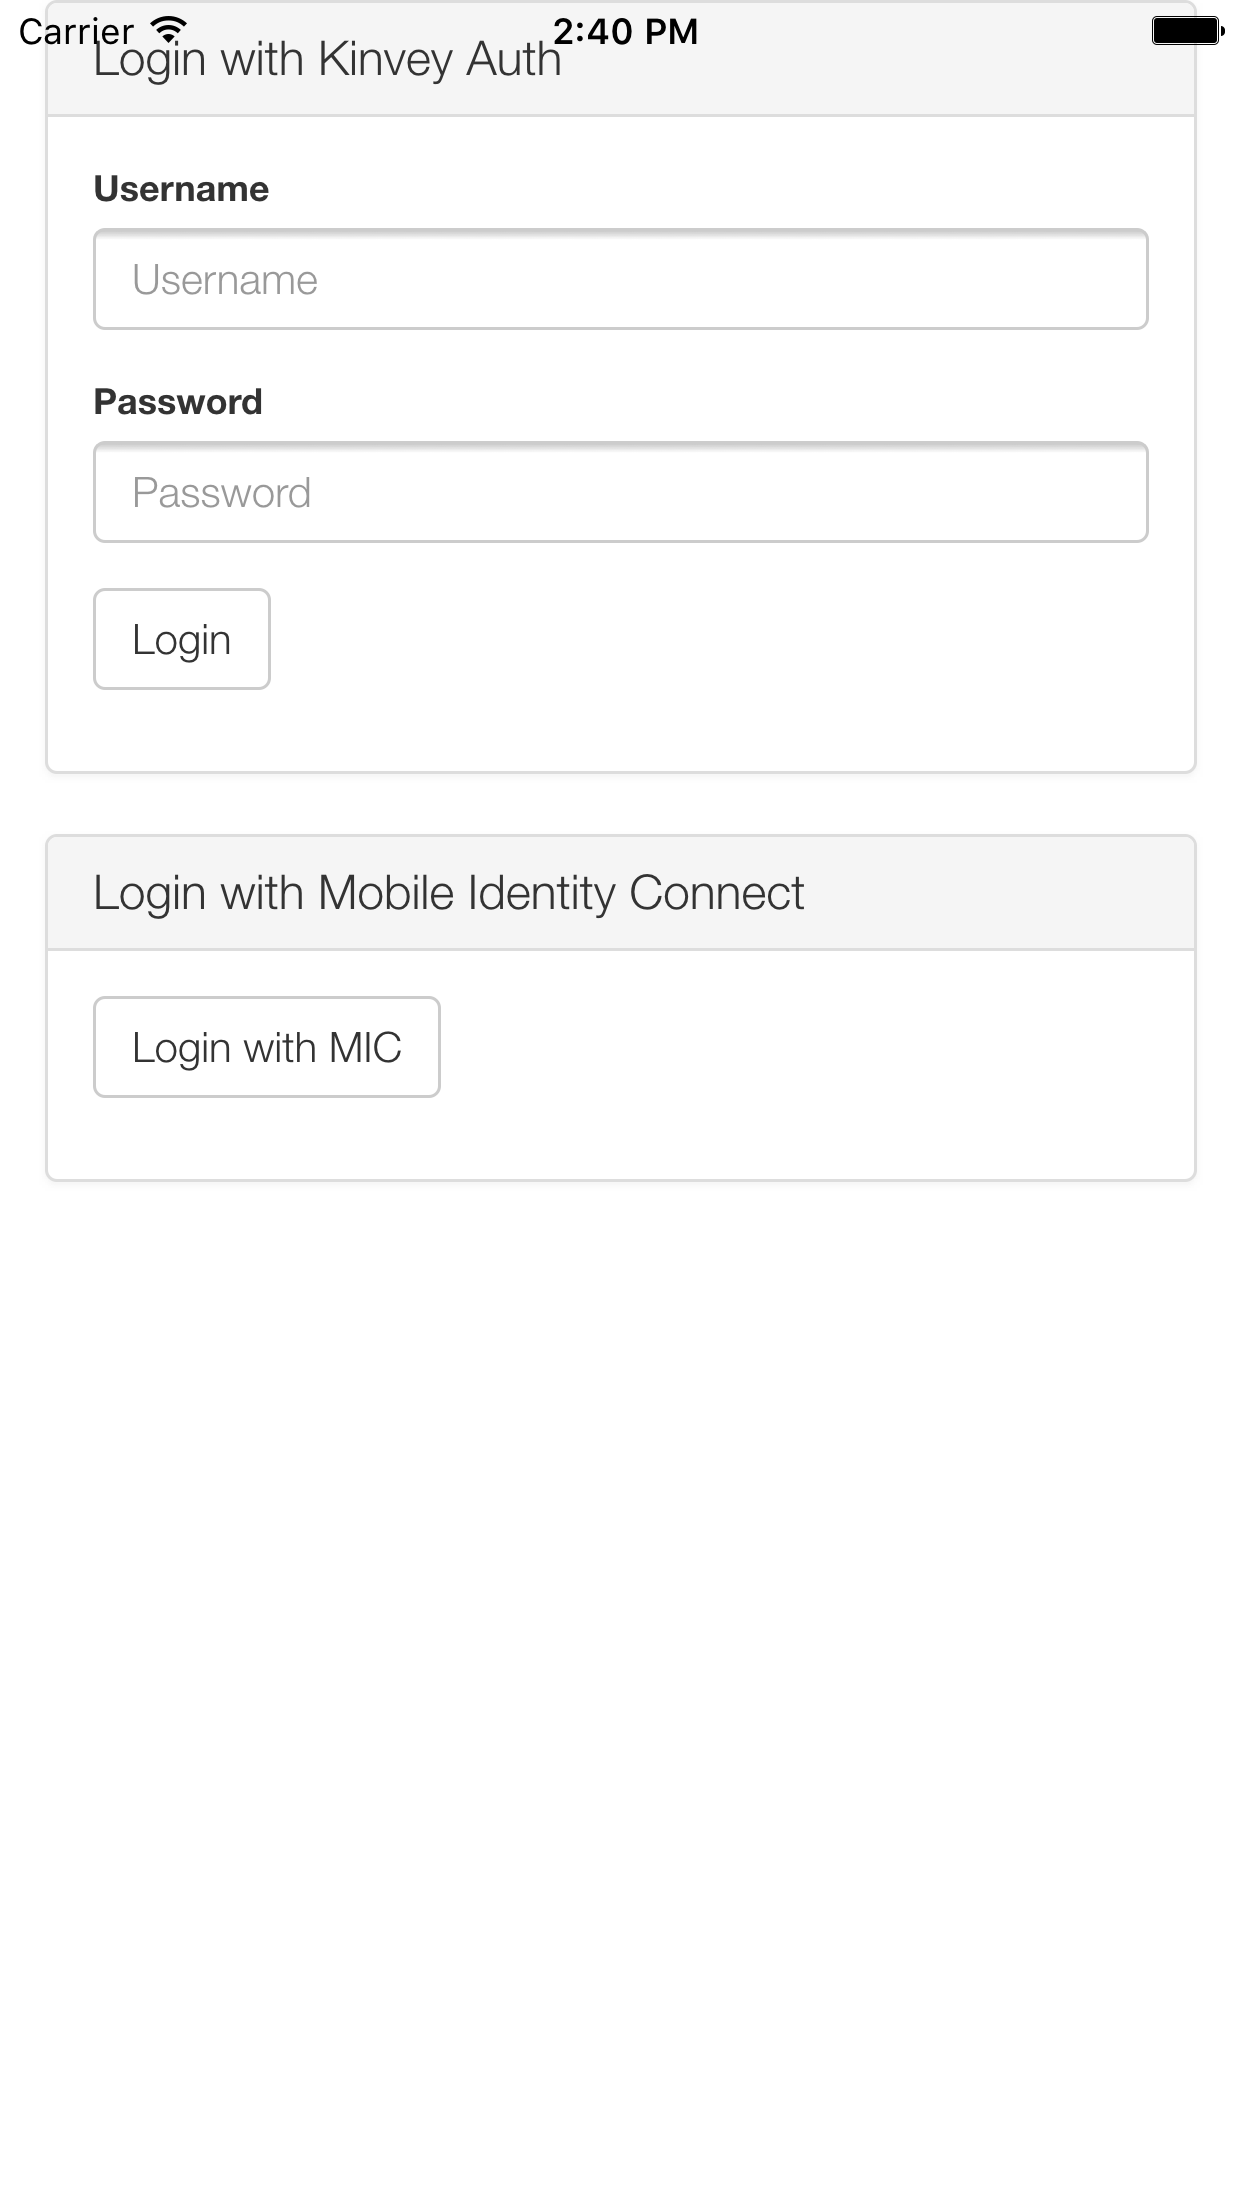 Carrier 2:40 PM
Login with Kinvey Auth
Username
Username
Password
Password
Login
Login with Mobile Identity Connect
Login with MIC